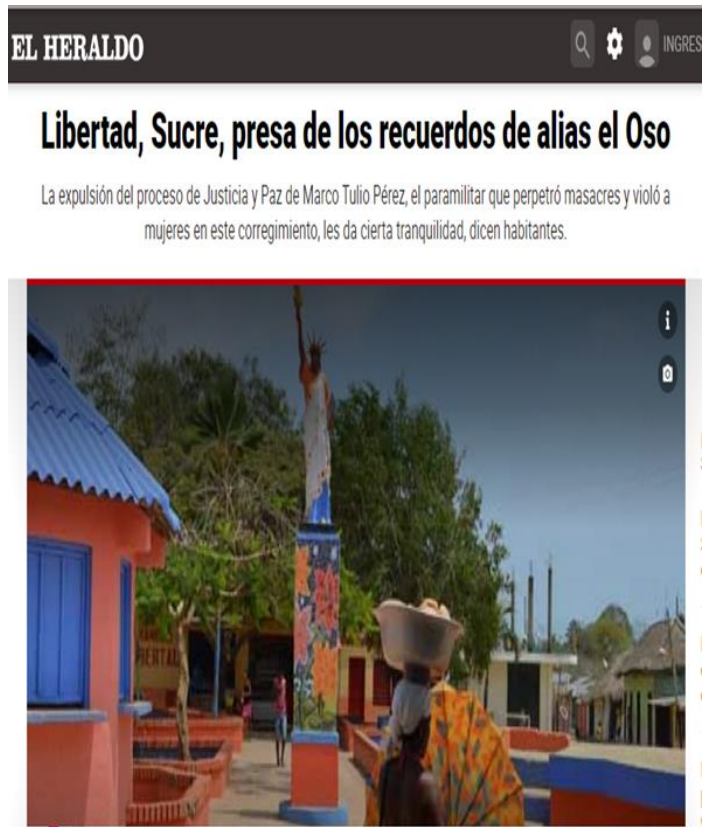 EL HERALDO
INGRES
Libertad, Sucre, presa de los recuerdos de alias el Oso
La expulsión del proceso de Justicia y Paz de Marco Tulio Pérez, el paramilitar que perpetró masacres y violó a
mujeres en este corregimiento, les da cierta tranquilidad, dicen habitantes.